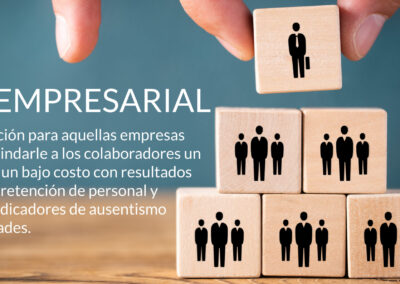 EMPRESARIAL
ción para aquellas empresas
indarle a los colaboradores un
un bajo costo con resultados
retención de personal y
dicadores de ausentismo
ades.